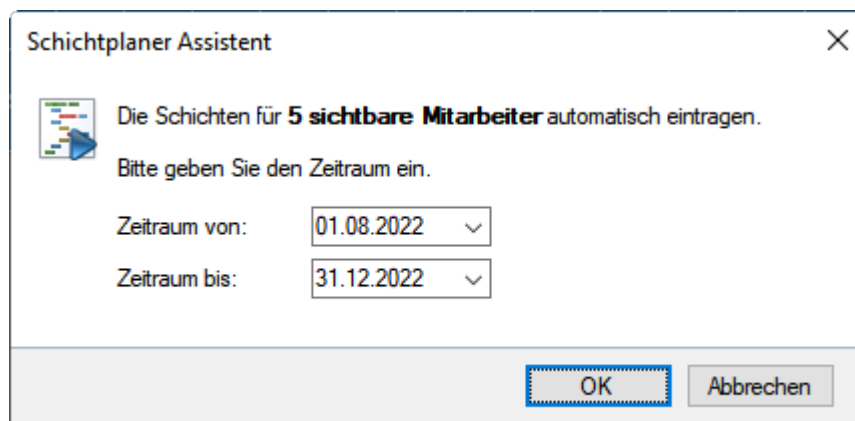 Schichtplaner Assistent
Die Schichten für 5 sichtbare Mitarbeiter automatisch eintragen.
Bitte geben Sie den Zeitraum ein.
Zeitraum von: 01.08.2022
Zeitraum bis: 31.12.2022
OK Abbrechen